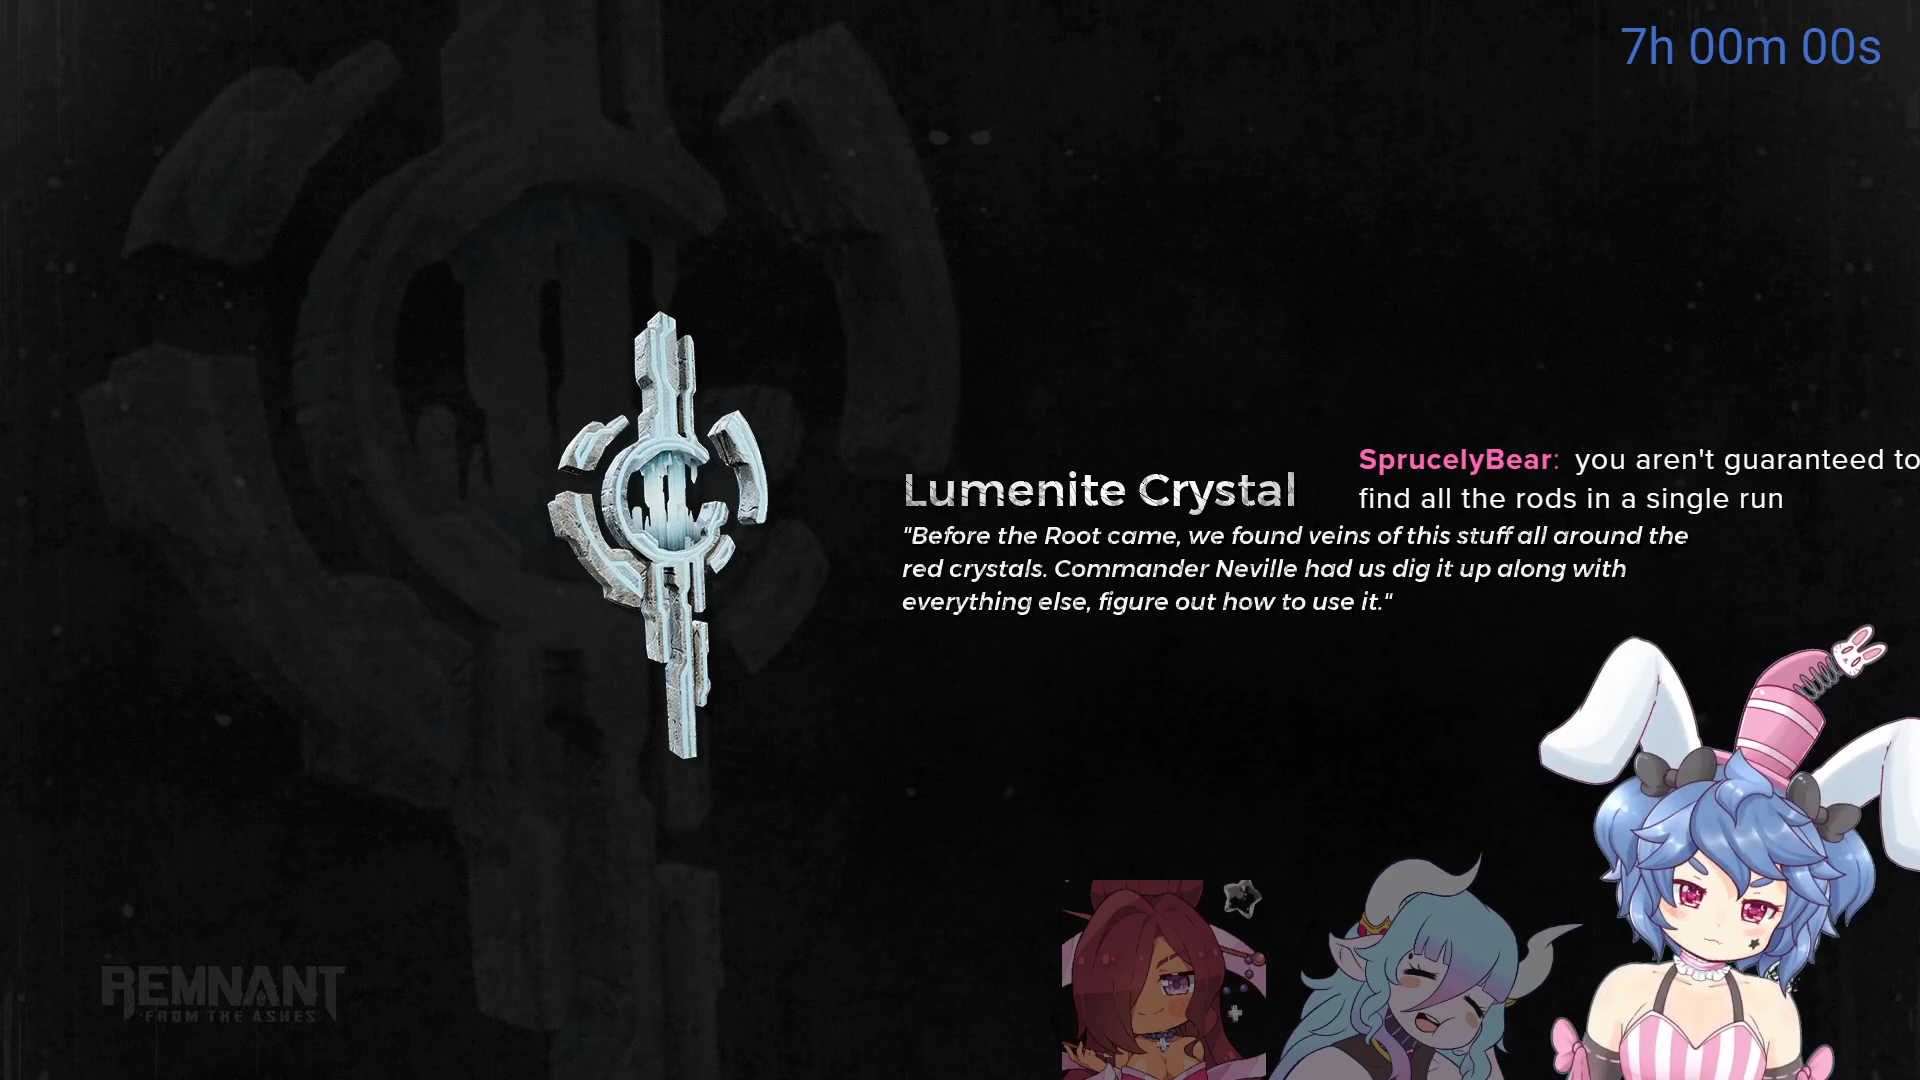 7h 00m 00s
SprucelyBear: you aren't guaranteed to
find all the rods in a single run
Lumenite Crystal
"Before the Root came, we found veins of this stuff all around the
red crystals. Commander Neville had us dig it up along with
everything else, figure out how to use it."
REMNANT
FROM THE ASHES